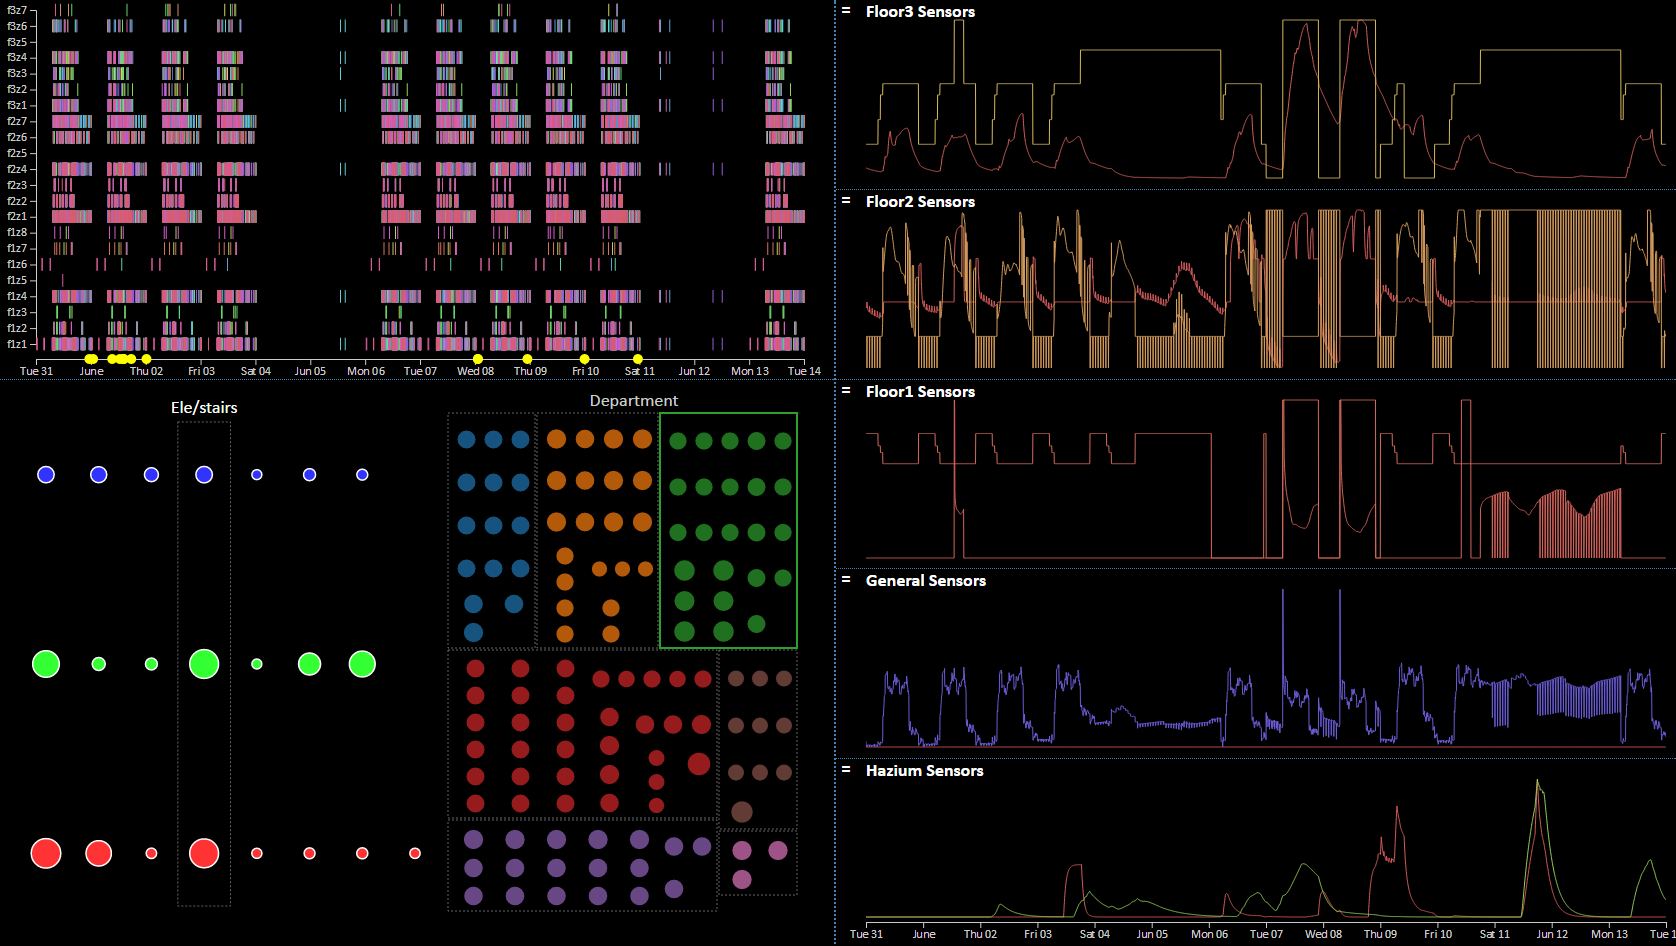 f3z7
f3z6
f3z5
f3z4
f3z3
f3z2
f3z1
f2z7
f2z6
f2z5
f2z4
f2z3
f2z2
f2z1
f1z8
f1z7
f1z6
f1z5
f1z4
f1z3
f1z2
f1z1
Tue 31 June Thu 02 Fri 03 Sat 04 Jun 05 Mon 06 Tue 07 Wed 08 Thu 09 Fri 10 Sat 11 Jun 12 Mon 13 Tue 14
Ele/stairs
Department
= Floor3 Sensors
= Floor2 Sensors
= Floor1 Sensors
= General Sensors
= Hazium Sensors
Tue 31 June Thu 02 Fri 03 Sat 04 Jun 05 Mon 06 Tue 07 Wed 08 Thu 09 Fri 10 Sat 11 Jun 12 Mon 13 Tue 1